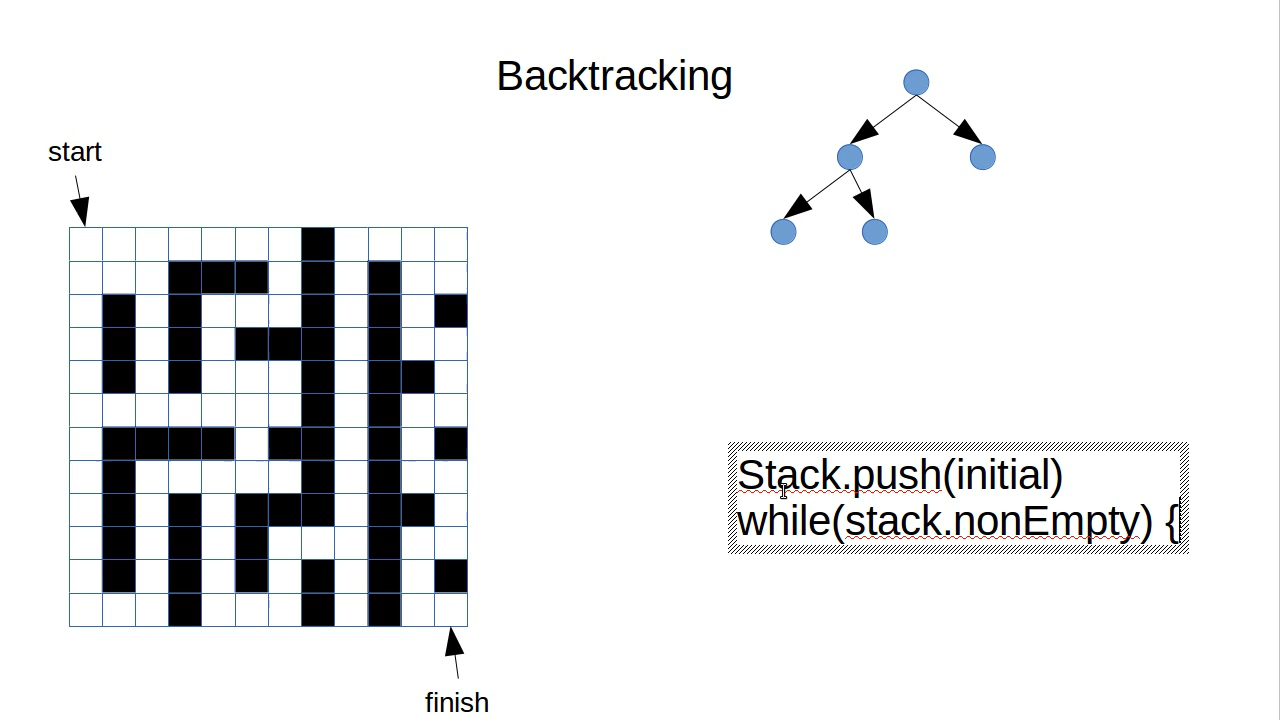 Backtracking
start
Stack.push(initial)
while(stack.nonEmpty) {
finish